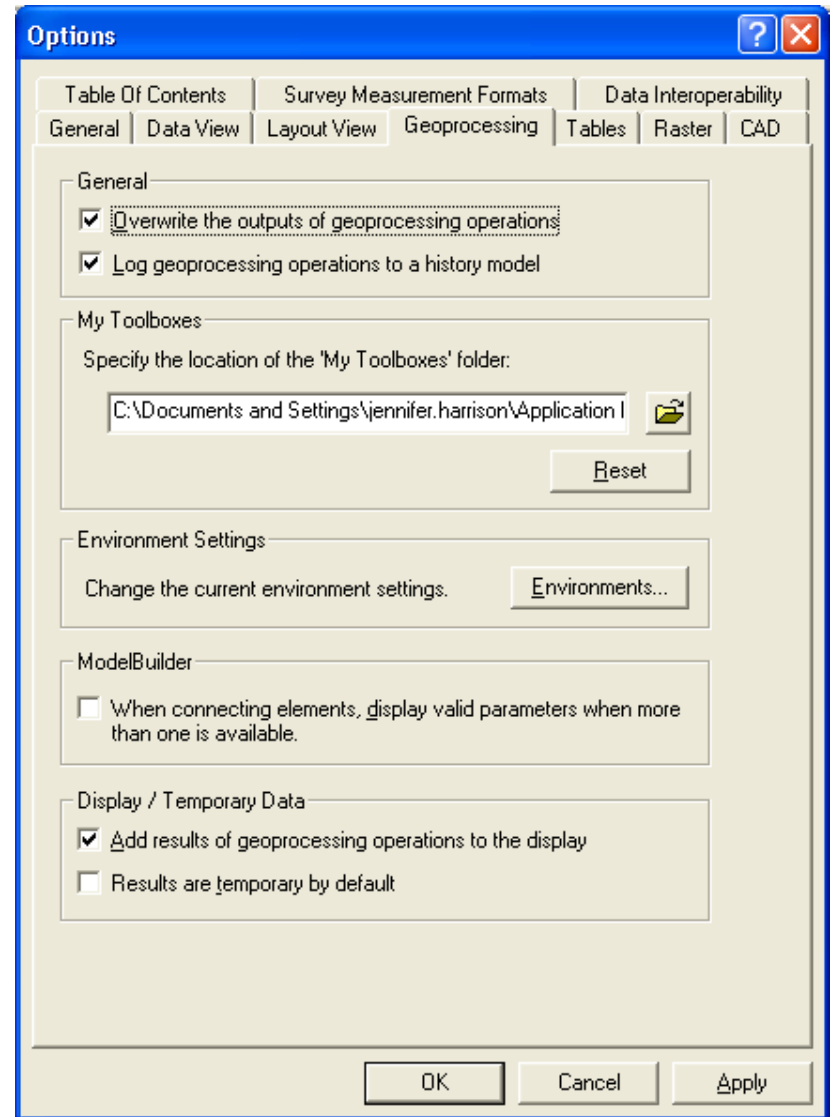 Options
Table Of Contents Survey Measurement Formats Data Interoperability
General Data View Layout View Geoprocessing Tables Raster CAD
General
Overwrite the outputs of geoprocessing operations
Log geoprocessing operations to a history model
My Toolboxes
Specify the location of the 'My Toolboxes' folder:
C:\Documents and Settings\jennifer.harrison\Application
Reset
Environment Settings
Change the current environment settings. Environments...
ModelBuilder
When connecting elements, display valid parameters when more
than one is available.
Display / Temporary Data
Add results of geoprocessing operations to the display
Results are temporary by default
OK Cancel Apply